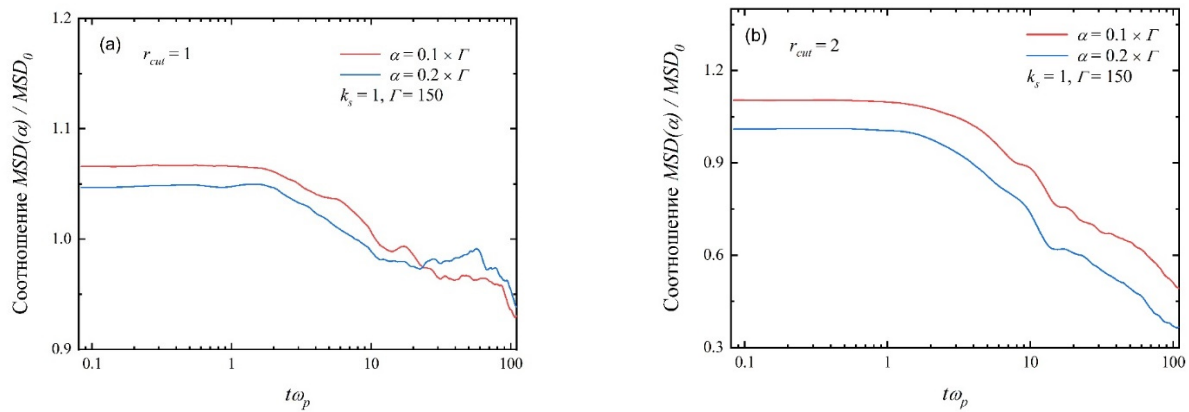 (a)
r_cut = 1
α = 0.1 × Γ
α = 0.2 × Γ
k_s = 1, Γ = 150
Соотношение MSD(α) / MSD_0
1.2
1.1
1.0
0.9
0.1
1
10
100
tω_p
(b)
r_cut = 2
α = 0.1 × Γ
α = 0.2 × Γ
k_s = 1, Γ = 150
Соотношение MSD(α) / MSD_0
1.1
0.9
0.6
0.3
0.1
1
10
100
tω_p